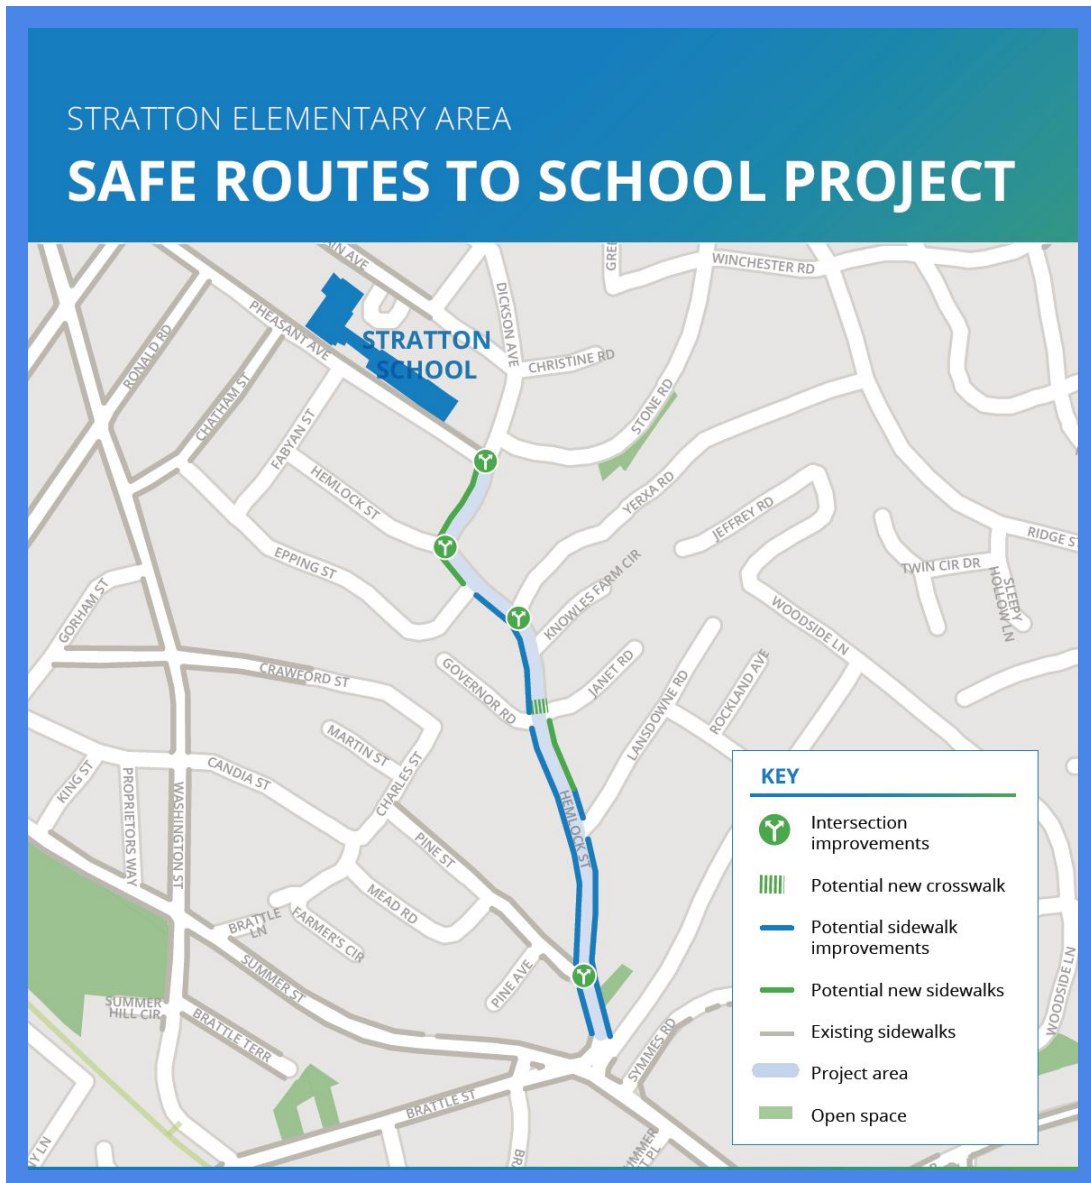 STRATTON ELEMENTARY AREA
SAFE ROUTES TO SCHOOL PROJECT
WINCHESTER RD
DICKSON AVE
PHEASANT AVE
STRATTON
SCHOOL
RONALD RD
CHRISTINE RD
CHATHAM ST
STONE RD
FABYAN ST
HEMLOCK ST
YERXA RD
JEFFREY RD
RIDGE S
EPPING ST
TWIN CIR DR
KNOWLES FARM CIR
SLEEPY
HOLLOW LN
GORHAM ST
WOODSIDE LN
CRAWFORD ST
GOVERNOR RD
JANET RD
LANSDOWNE RD
ROCKLAND AVE
MARTIN ST
CANDIA ST
KING ST
PROPRIETORS WAY
WASHINGTON ST
CHARLES ST
HEMLOCK ST
PINE ST
MEAD RD
BRATTLE
LN
FARMER'S CIR
PINE AVE
SUMMER ST
SUMMER
HILL CIR
BRATTLE TERR
SYMMES RD
WOODSIDE LN
BRATTLE ST
KEY
Intersection
improvements
Potential new crosswalk
Potential sidewalk
improvements
Potential new sidewalks
Existing sidewalks
Project area
Open space